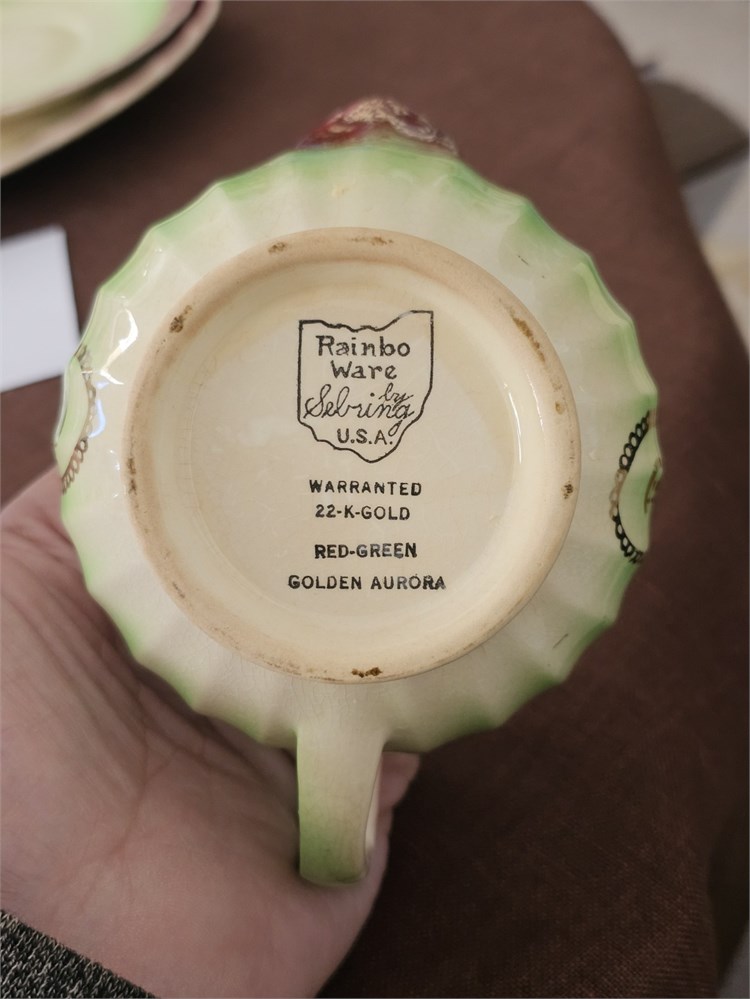 Rainbo
Ware
by
Sebring
U.S.A.
WARRANTED
22-K-GOLD
RED-GREEN
GOLDEN AURORA